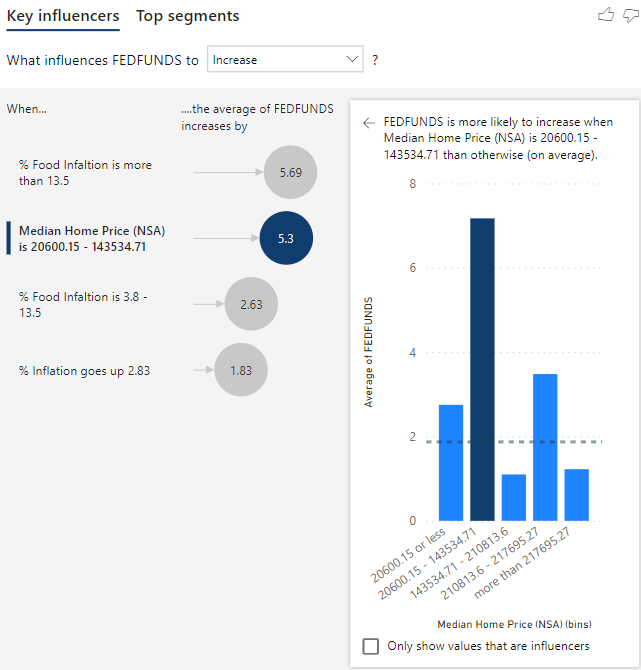 Key influencers Top segments
What influences FEDFUNDS to Increase ?
When...
....the average of FEDFUNDS
increases by
% Food Infaltion is more
than 13.5
5.69
Median Home Price (NSA)
is 20600.15 - 143534.71
5.3
% Food Infaltion is 3.8 -
13.5
2.63
% Inflation goes up 2.83
1.83
FEDFUNDS is more likely to increase when
Median Home Price (NSA) is 20600.15 -
143534.71 than otherwise (on average).
Average of FEDFUNDS
8
6
4
2
0
20600.15 or less
20600.15 - 143534.71
143534.71 - 210813.6
210813.6 - 217695.27
more than 217695.27
Median Home Price (NSA) (bins)
Only show values that are influencers